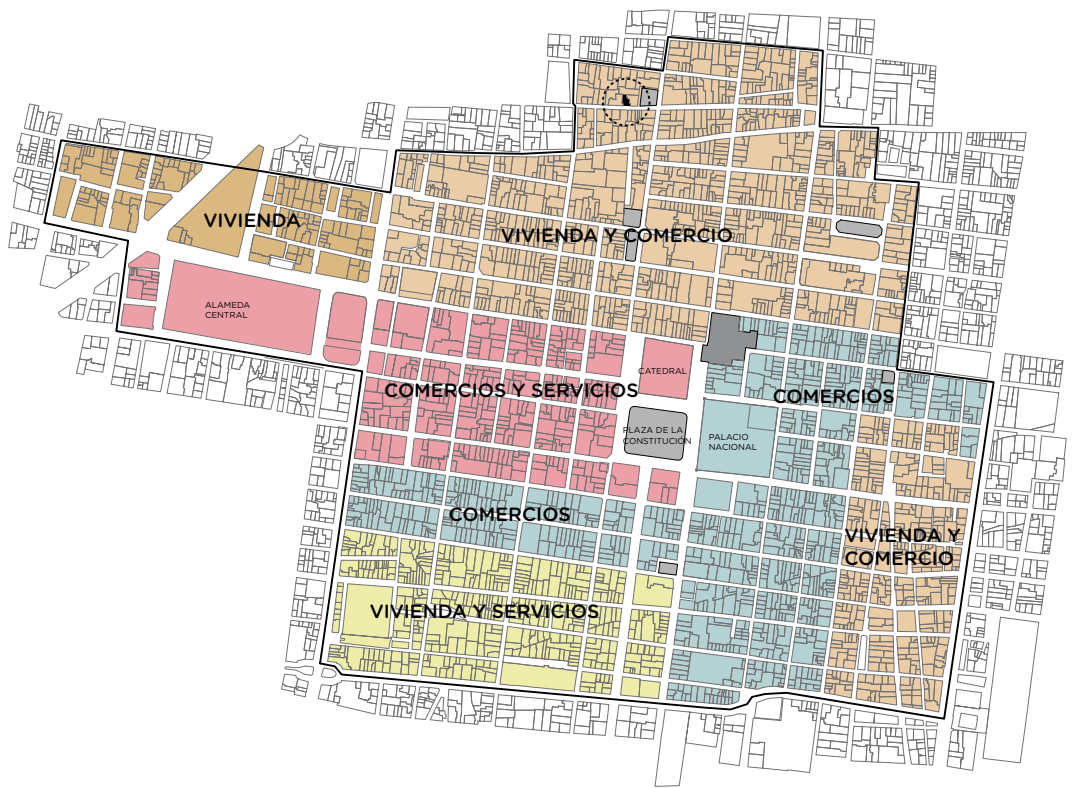 VIVIENDA
VIVIENDA Y COMERCIO
ALAMEDA
CENTRAL
CATEDRAL
COMERCIOS Y SERVICIOS
COMERCIOS
PLAZA DE LA
CONSTITUCIÓN
PALACIO
NACIONAL
COMERCIOS
VIVIENDA Y
COMERCIO
VIVIENDA Y SERVICIOS